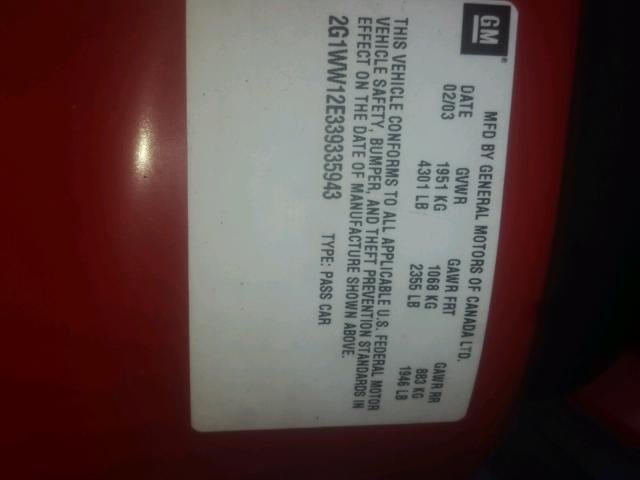 GM
MFD BY GENERAL MOTORS OF CANADA LTD.
DATE GVWR GAWR FRT GAWR RR
02/03 1951 KG 1068 KG 883 KG
4301 LB 2355 LB 1946 LB
THIS VEHICLE CONFORMS TO ALL APPLICABLE U.S. FEDERAL MOTOR
VEHICLE SAFETY, BUMPER, AND THEFT PREVENTION STANDARDS IN
EFFECT ON THE DATE OF MANUFACTURE SHOWN ABOVE.
2G1WW12E339335943 TYPE: PASS CAR